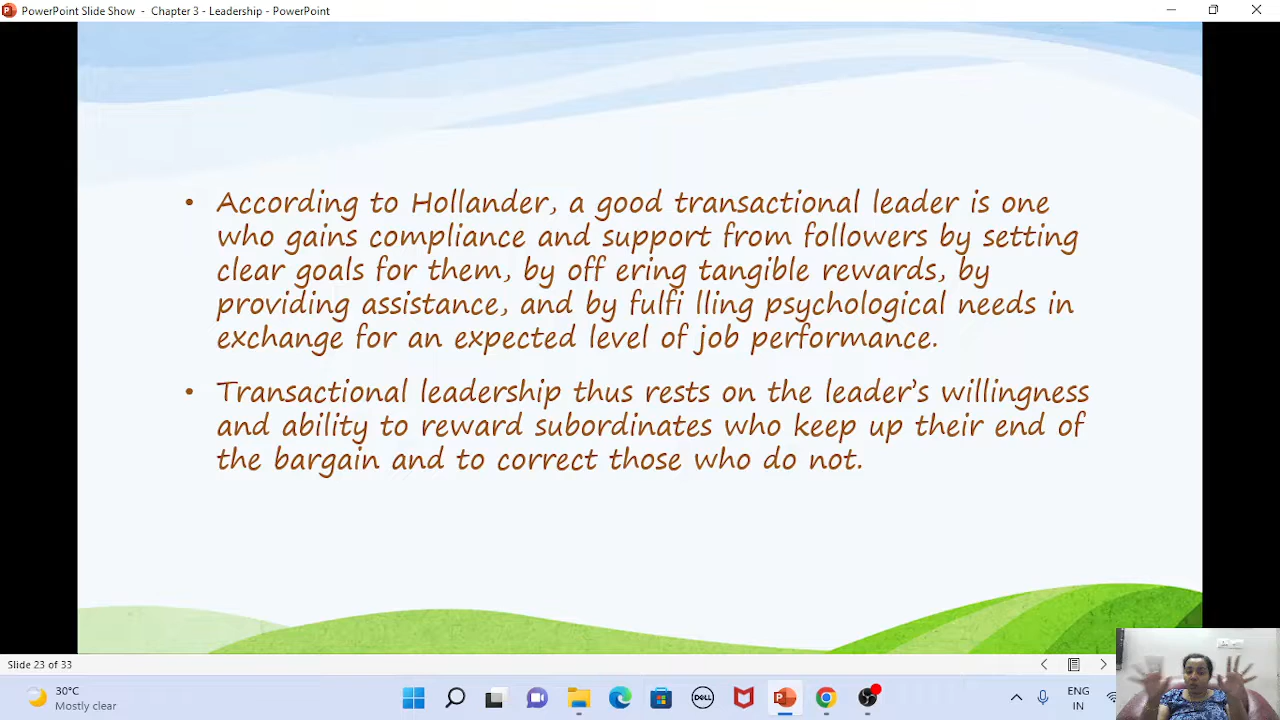 PowerPoint Slide Show - Chapter 3 - Leadership - PowerPoint
• According to Hollander, a good transactional leader is one
who gains compliance and support from followers by setting
clear goals for them, by off ering tangible rewards, by
providing assistance, and by fulfi lling psychological needs in
exchange for an expected level of job performance.
• Transactional leadership thus rests on the leader's willingness
and ability to reward subordinates who keep up their end of
the bargain and to correct those who do not.
Slide 23 of 33
30°C
Mostly clear
DELL
ENG
IN